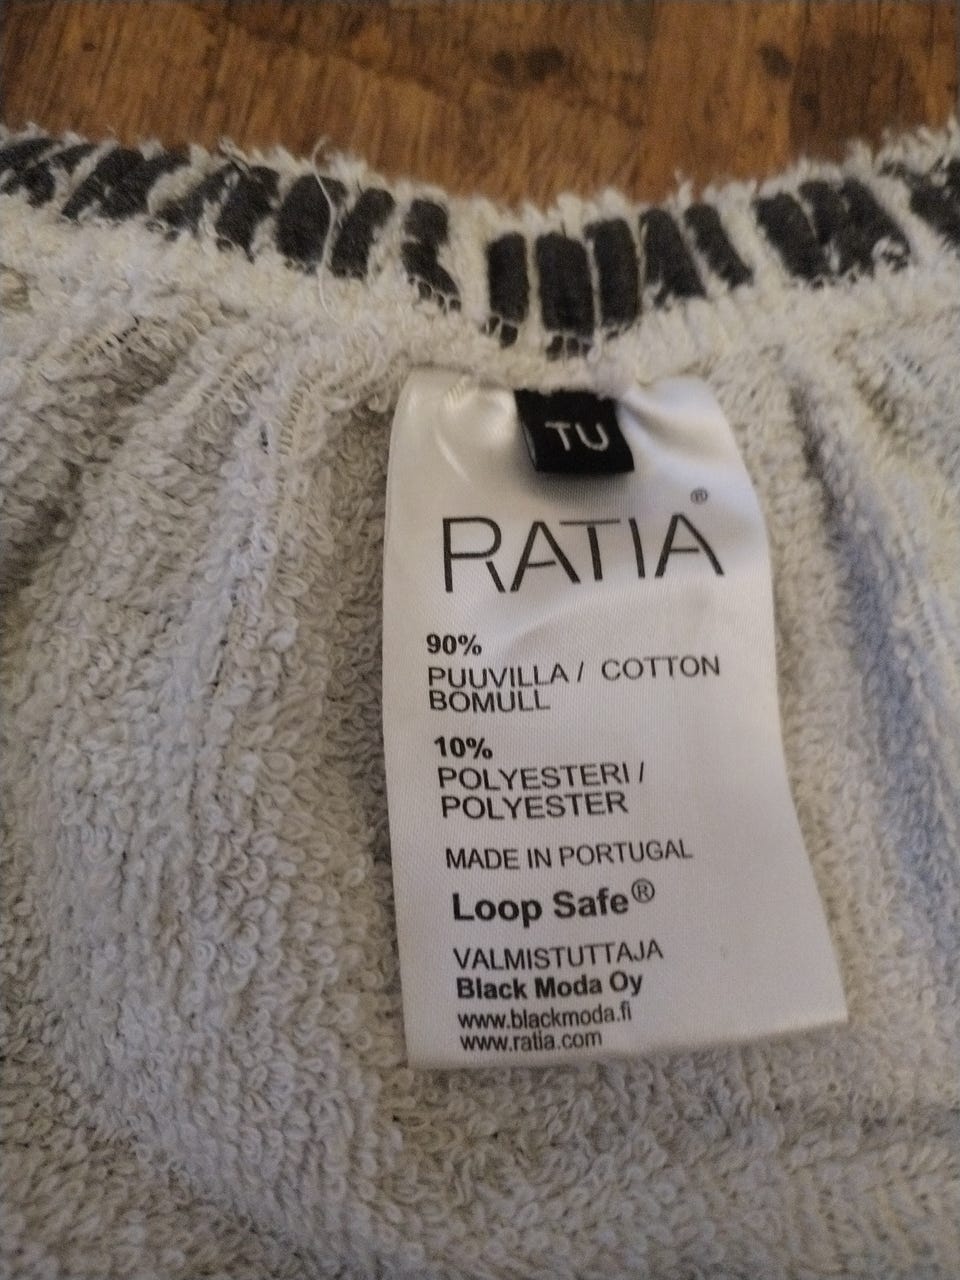 TU
RATIA®
90%
PUUVILLA / COTTON
BOMULL
10%
POLYESTERI /
POLYESTER
MADE IN PORTUGAL
Loop Safe®
VALMISTUTTAJA
Black Moda Oy
www.blackmoda.fi
www.ratia.com